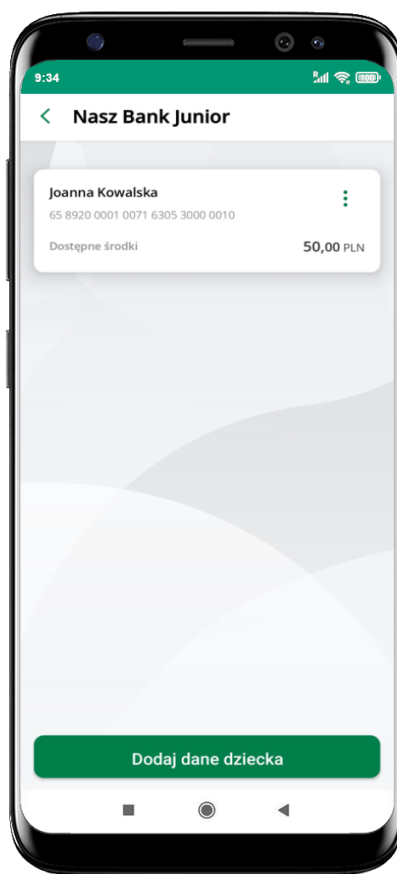 9:34
R
100
Nasz Bank Junior
Joanna Kowalska
65 8920 0001 0071 6305 3000 0010
Dostępne środki 50,00 PLN
Dodaj dane dziecka